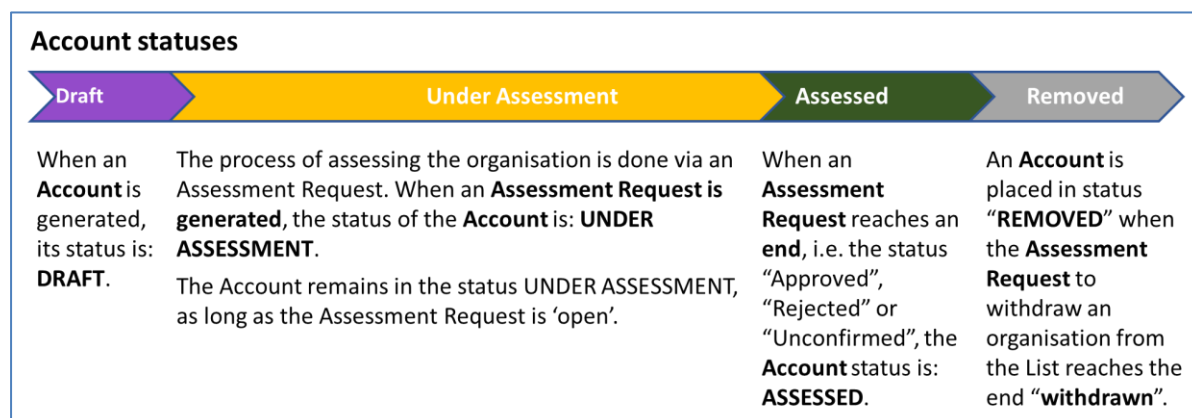 Account statuses
Draft
Under Assessment
Assessed
Removed
When an
Account is
generated,
its status is:
DRAFT.
The process of assessing the organisation is done via an
Assessment Request. When an Assessment Request is
generated, the status of the Account is: UNDER
ASSESSMENT.
The Account remains in the status UNDER ASSESSMENT,
as long as the Assessment Request is ‘open’.
When an
Assessment
Request reaches an
end, i.e. the status
“Approved”,
“Rejected” or
“Unconfirmed”, the
Account status is:
ASSESSED.
An Account is
placed in status
“REMOVED” when
the Assessment
Request to
withdraw an
organisation from
the List reaches the
end “withdrawn”.